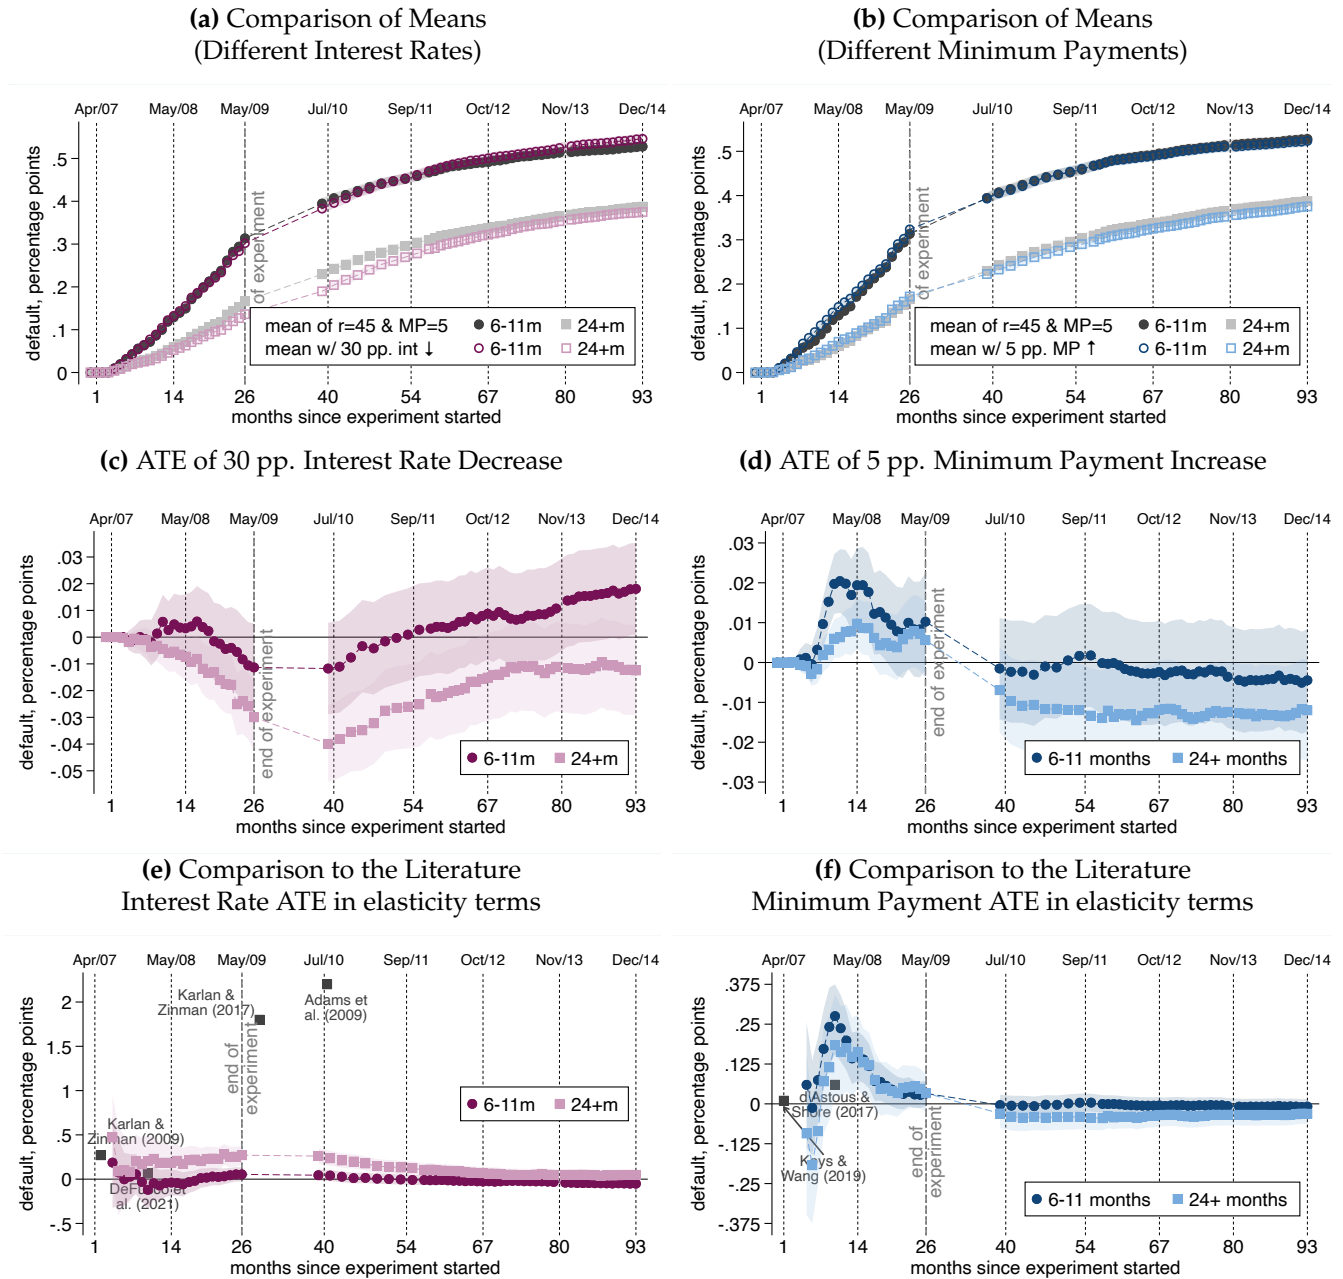 (a) Comparison of Means
(Different Interest Rates)
Apr/07 May/08 May/09 Jul/10 Sep/11 Oct/12 Nov/13 Dec/14
default, percentage points
.5
.4
.3
.2
.1
0
of experiment
mean of r=45 & MP=5 6-11m 24+m
mean w/ 30 pp. int ↓ 6-11m 24+m
1 14 26 40 54 67 80 93
months since experiment started
(b) Comparison of Means
(Different Minimum Payments)
Apr/07 May/08 May/09 Jul/10 Sep/11 Oct/12 Nov/13 Dec/14
default, percentage points
.5
.4
.3
.2
.1
0
of experiment
mean of r=45 & MP=5 6-11m 24+m
mean w/ 5 pp. MP ↑ 6-11m 24+m
1 14 26 40 54 67 80 93
months since experiment started
(c) ATE of 30 pp. Interest Rate Decrease
Apr/07 May/08 May/09 Jul/10 Sep/11 Oct/12 Nov/13 Dec/14
default, percentage points
.03
.02
.01
0
-.01
-.02
-.03
-.04
-.05
end of experiment
6-11m 24+m
1 14 26 40 54 67 80 93
months since experiment started
(d) ATE of 5 pp. Minimum Payment Increase
Apr/07 May/08 May/09 Jul/10 Sep/11 Oct/12 Nov/13 Dec/14
default, percentage points
.03
.02
.01
0
-.01
-.02
-.03
end of experiment
6-11 months 24+ months
1 14 26 40 54 67 80 93
months since experiment started
(e) Comparison to the Literature
Interest Rate ATE in elasticity terms
Apr/07 May/08 May/09 Jul/10 Sep/11 Oct/12 Nov/13 Dec/14
default, percentage points
2
1.5
1
.5
0
-.5
Karlan &
Zinman (2017)
Adams et
al. (2009)
end of
experiment
Karlan &
Zinman (2009)
DeFusco et
al. (2021)
6-11m 24+m
1 14 26 40 54 67 80 93
months since experiment started
(f) Comparison to the Literature
Minimum Payment ATE in elasticity terms
Apr/07 May/08 May/09 Jul/10 Sep/11 Oct/12 Nov/13 Dec/14
default, percentage points
.375
.25
.125
0
-.125
-.25
-.375
d\Astous &
Shore (2017)
Keys &
Wang (2019)
end of
experiment
6-11 months 24+ months
1 14 26 40 54 67 80 93
months since experiment started